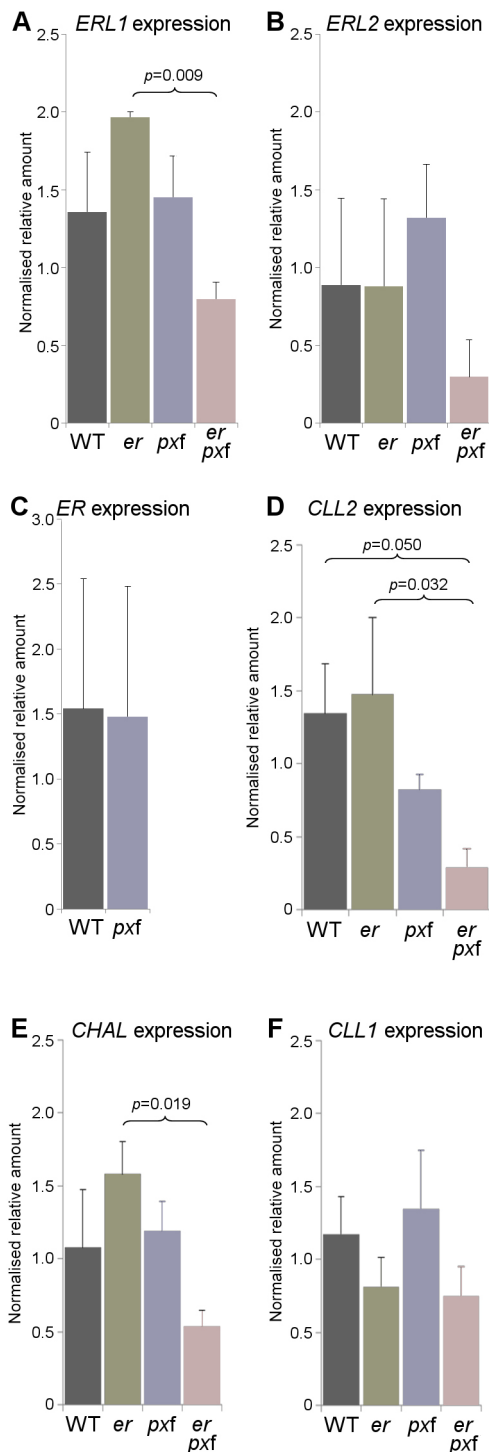 A ERL1 expression
2.5
2.0
1.5
1.0
0.5
0
Normalised relative amount
p=0.009
WT er pxf er pxf
B ERL2 expression
2.5
2.0
1.5
1.0
0.5
0
Normalised relative amount
WT er pxf er pxf
C ER expression
3.0
2.5
2.0
1.5
1.0
0.5
0
Normalised relative amount
WT pxf
D CLL2 expression
2.5
2.0
1.5
1.0
0.5
0
Normalised relative amount
p=0.050
p=0.032
WT er pxf er pxf
E CHAL expression
2.5
2.0
1.5
1.0
0.5
0
Normalised relative amount
p=0.019
WT er pxf er pxf
F CLL1 expression
2.5
2.0
1.5
1.0
0.5
0
Normalised relative amount
WT er pxf er pxf